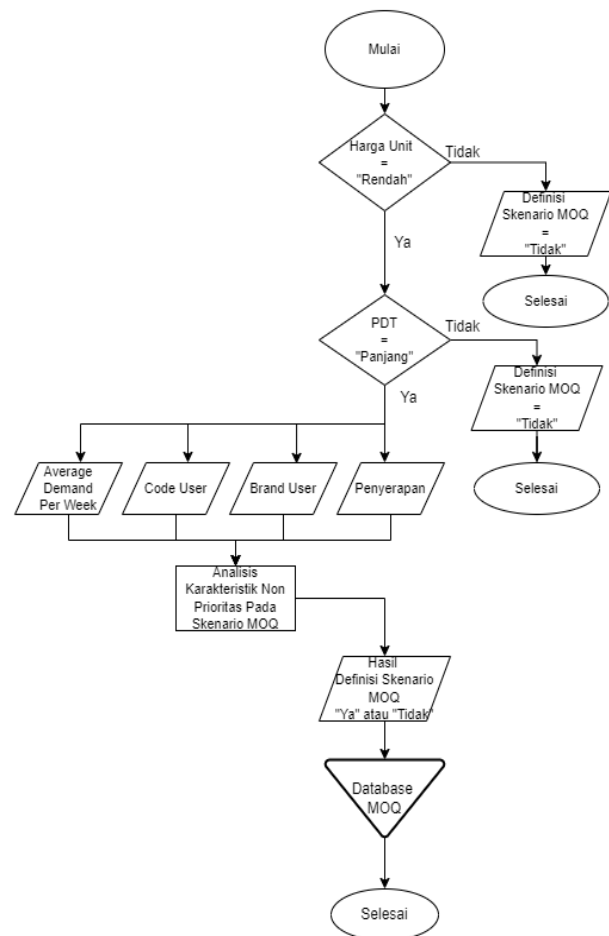 Mulai
Harga Unit
=
"Rendah"
Tidak
Definisi
Skenario MOQ
=
"Tidak"
Ya
Selesai
PDT
=
"Panjang"
Tidak
Definisi
Skenario MOQ
=
"Tidak"
Ya
Selesai
Average
Demand
Per Week
Code User
Brand User
Penyerapan
Analisis
Karakteristik Non
Prioritas Pada
Skenario MOQ
Hasil
Definisi Skenario
MOQ
"Ya" atau "Tidak"
Database
MOQ
Selesai